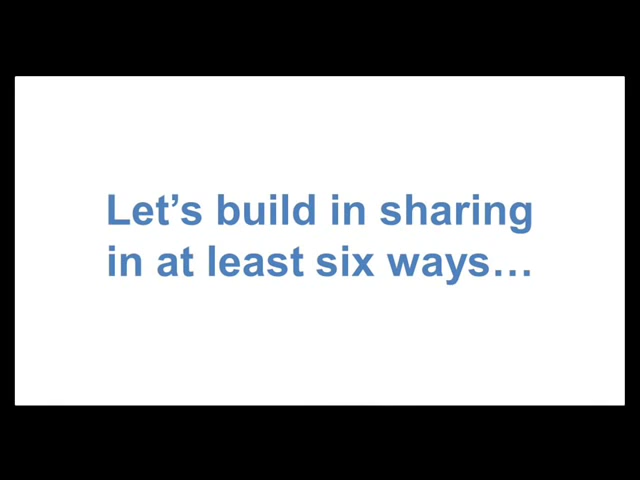 Let’s build in sharing
in at least six ways…